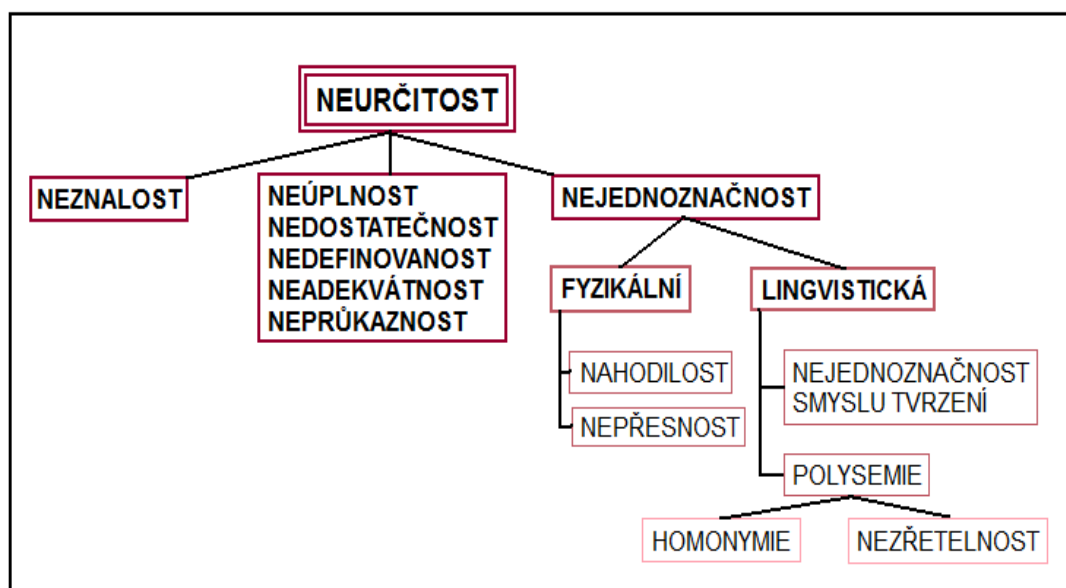 NEURČITOST
NEZNALOST
NEÚPLNOST
NEDOSTATEČNOST
NEDEFINOVANOST
NEADEKVÁTNOST
NEPRŮKAZNOST
NEJEDNOZNAČNOST
FYZIKÁLNÍ
LINGVISTICKÁ
NAHODILOST
NEPŘESNOST
NEJEDNOZNAČNOST
SMYSLU TVRZENÍ
POLYSEMIE
HOMONYMIE
NEZŘETELNOST